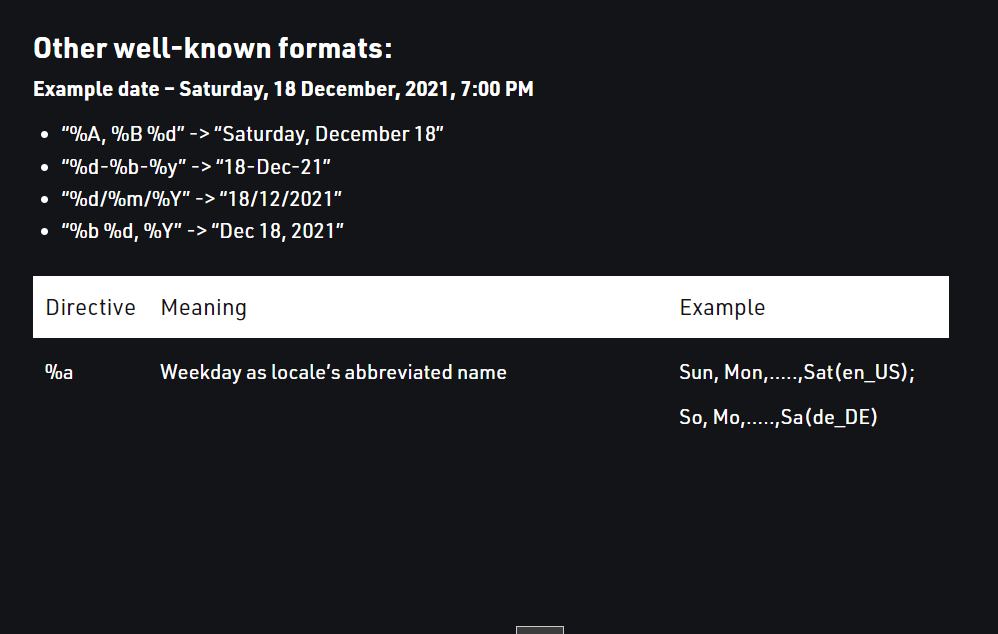 Other well-known formats:
Example date – Saturday, 18 December, 2021, 7:00 PM
• “%A, %B %d” -> “Saturday, December 18”
• “%d-%b-%y” -> “18-Dec-21”
• “%d/%m/%Y” -> “18/12/2021”
• “%b %d, %Y” -> “Dec 18, 2021”
Directive Meaning Example
%a Weekday as locale’s abbreviated name Sun, Mon,.....,Sat(en_US);
So, Mo,.....,Sa(de_DE)